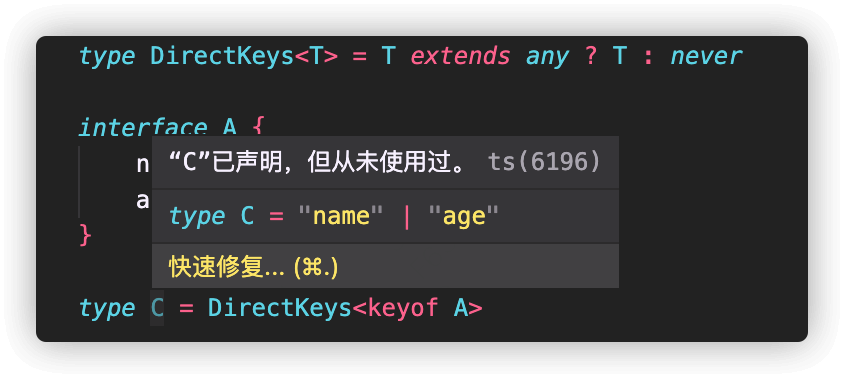 type DirectKeys<T> = T extends any ? T : never
interface A {
n
“C”已声明，但从未使用过。 ts(6196)
a
type C = "name" | "age"
}
快速修复... (⌘.)
type C = DirectKeys<keyof A>